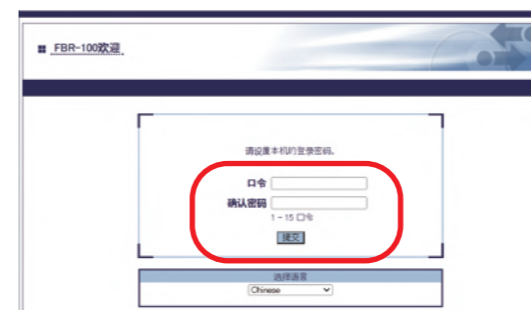 FBR-100欢迎
请设置本机的登录密码。
口令
确认密码
1 - 15 口令
提交
选择语言
Chinese